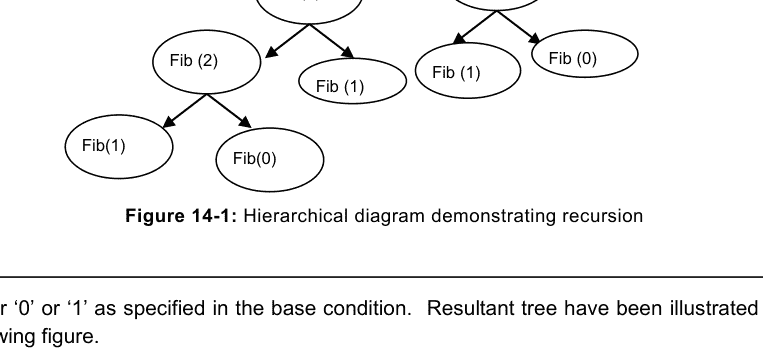 Fib (2)
Fib (1)
Fib (1)
Fib (0)
Fib(1)
Fib(0)
Figure 14-1: Hierarchical diagram demonstrating recursion
‘0’ or ‘1’ as specified in the base condition. Resultant tree have been illustrated
figure.